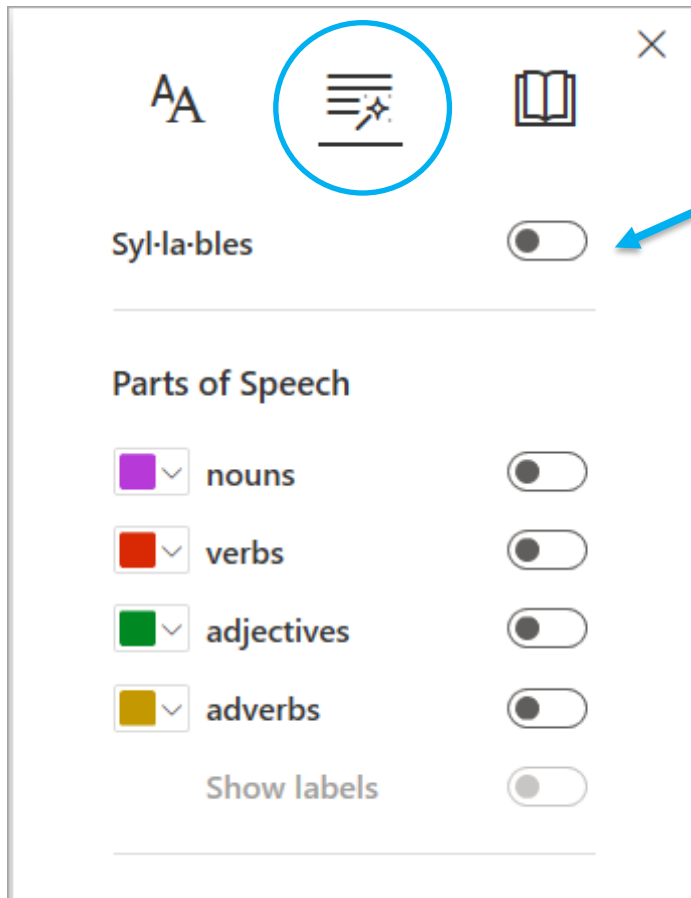 AA
Syl·la·bles
Parts of Speech
nouns
verbs
adjectives
adverbs
Show labels